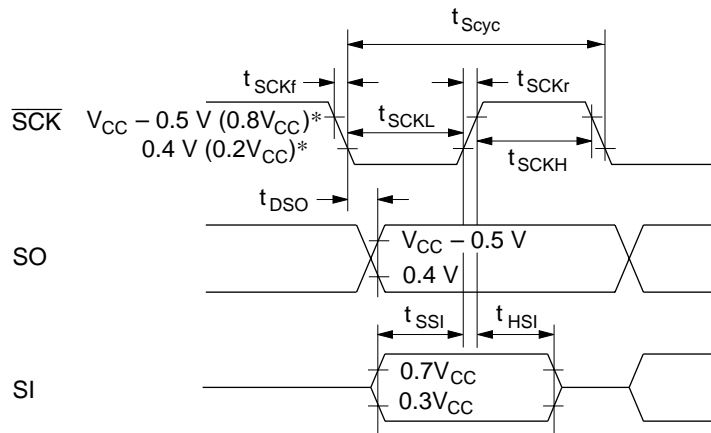 tScyc
tSCKf
tSCKr
SCK VCC – 0.5 V (0.8VCC)*
tSCKL
0.4 V (0.2VCC)*
tSCKH
tDSO
SO
VCC – 0.5 V
0.4 V
tSSI
tHSI
SI
0.7VCC
0.3VCC